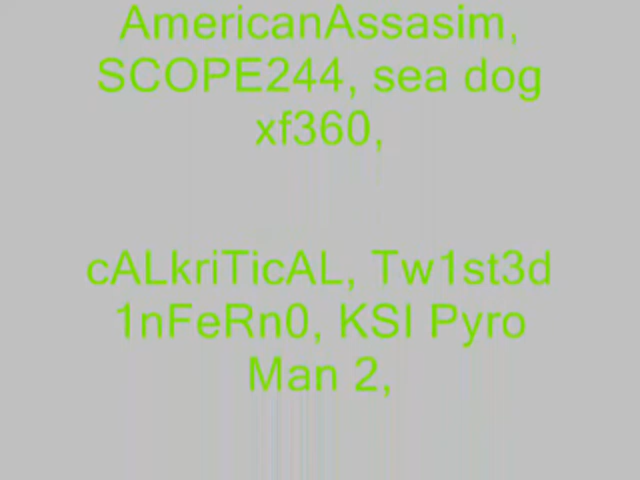 AmericanAssasim,
SCOPE244, sea dog
xf360,
cALkriTicAL, Tw1st3d
1nFeRn0, KSI Pyro
Man 2,